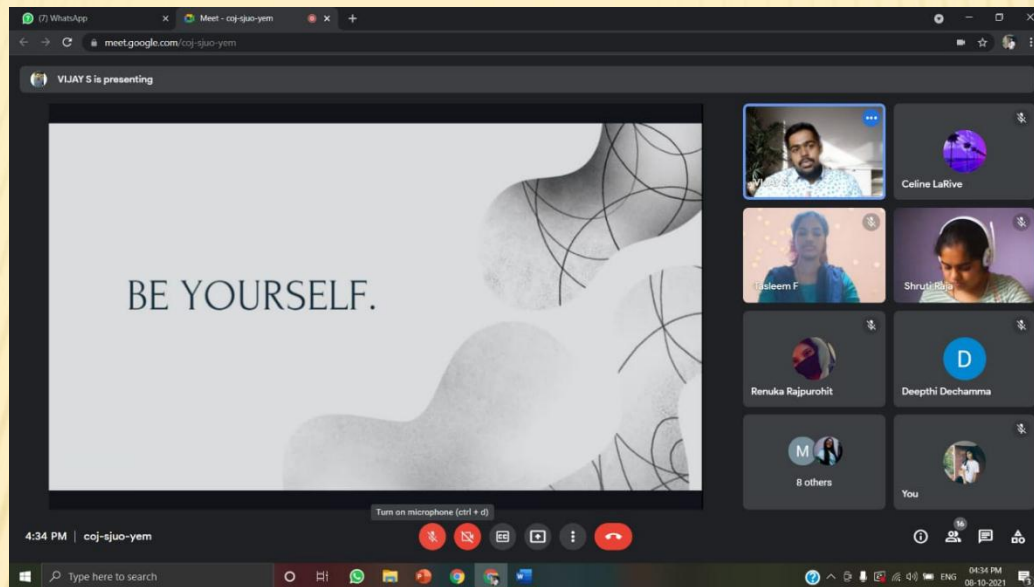 (7) WhatsApp
Meet - coj-sjuo-yem
meet.google.com/coj-sjuo-yem
VIJAY S is presenting
BE YOURSELF.
Celine LaRive
Tasleem F
Shruti Raja
Renuka Rajpurohit
D
Deepthi Dechamma
M
8 others
You
Turn on microphone (ctrl + d)
4:34 PM | coj-sjuo-yem
16
Type here to search
ENG
04:34 PM
08-10-2021